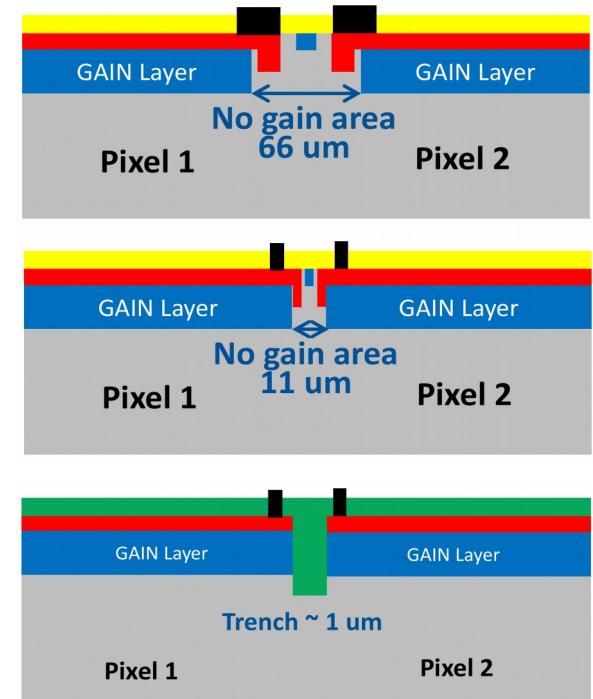 GAIN Layer
GAIN Layer
No gain area
66 um
Pixel 1
Pixel 2
GAIN Layer
GAIN Layer
No gain area
11 um
Pixel 1
Pixel 2
GAIN Layer
GAIN Layer
Trench ~ 1 um
Pixel 1
Pixel 2